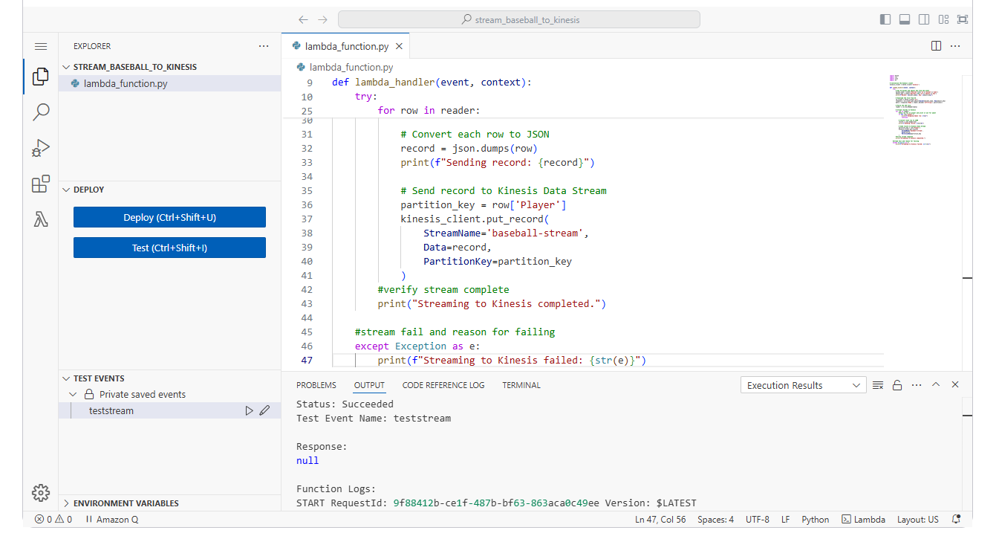 stream_baseball_to_kinesis
EXPLORER
STREAM_BASEBALL_TO_KINESIS
lambda_function.py
DEPLOY
Deploy (Ctrl+Shift+U)
Test (Ctrl+Shift+I)
TEST EVENTS
Private saved events
teststream
ENVIRONMENT VARIABLES
lambda_function.py
lambda_function.py
9 def lambda_handler(event, context):
10 try:
25 for row in reader:
30
31 # Convert each row to JSON
32 record = json.dumps(row)
33 print(f"Sending record: {record}")
34
35 # Send record to Kinesis Data Stream
36 partition_key = row['Player']
37 kinesis_client.put_record(
38 StreamName='baseball-stream',
39 Data=record,
40 PartitionKey=partition_key
41 )
42 #verify stream complete
43 print("Streaming to Kinesis completed.")
44
45 #stream fail and reason for failing
46 except Exception as e:
47 print(f"Streaming to Kinesis failed: {str(e)}")
PROBLEMS OUTPUT CODE REFERENCE LOG TERMINAL Execution Results
Status: Succeeded
Test Event Name: teststream
Response:
null
Function Logs:
START RequestId: 9f88412b-ce1f-487b-bf63-863aca0c49ee Version: $LATEST
0 0 Amazon Q Ln 47, Col 56 Spaces: 4 UTF-8 LF Python Lambda Layout: US